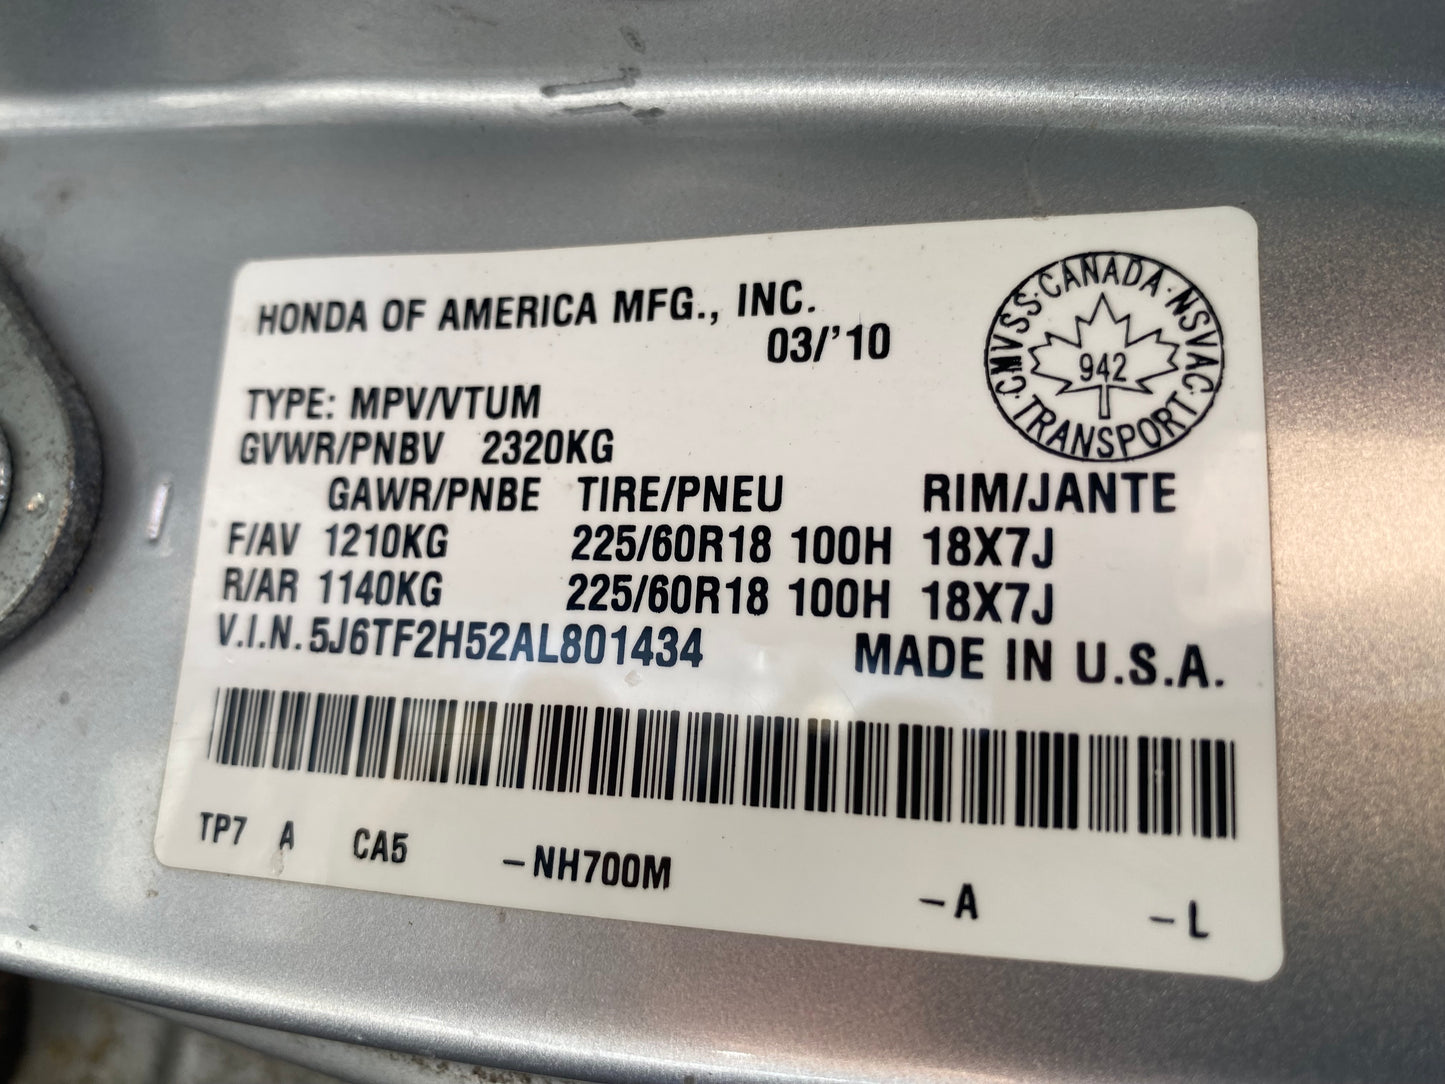 HONDA OF AMERICA MFG., INC.
03/'10
CMVSS·CANADA·NSVAC·TRANSPORT·
942
TYPE: MPV/VTUM
GVWR/PNBV 2320KG
GAWR/PNBE TIRE/PNEU RIM/JANTE
F/AV 1210KG 225/60R18 100H 18X7J
R/AR 1140KG 225/60R18 100H 18X7J
V.I.N. 5J6TF2H52AL801434 MADE IN U.S.A.
TP7 A CA5 -NH700M -A -L